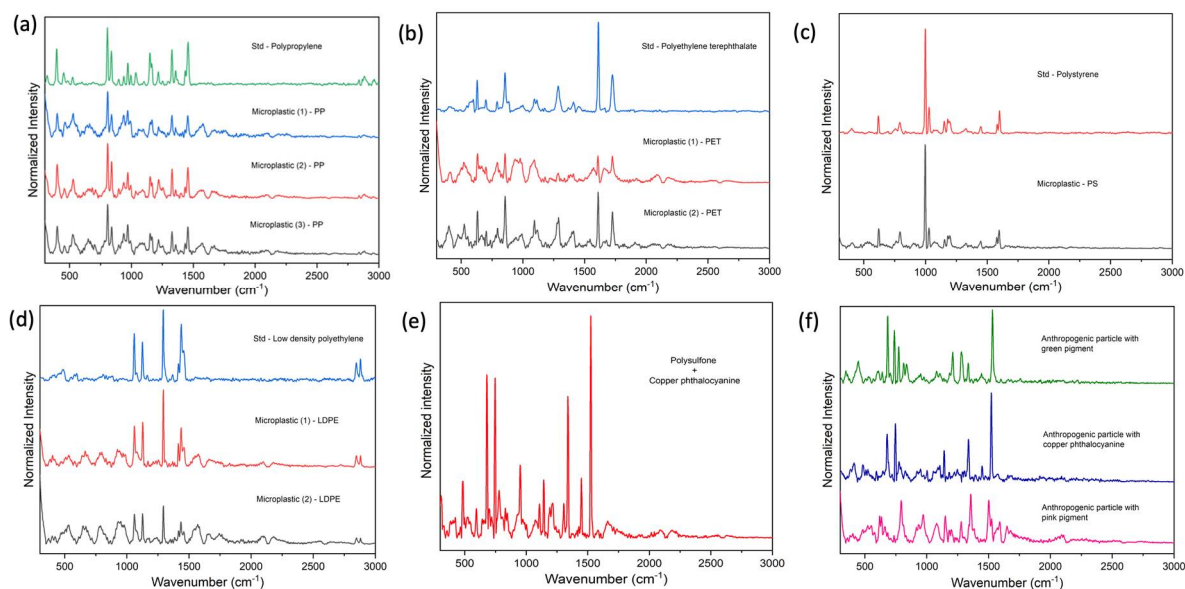 (a)
Normalized Intensity
Std - Polypropylene
Microplastic (1) - PP
Microplastic (2) - PP
Microplastic (3) - PP
500 1000 1500 2000 2500 3000
Wavenumber (cm⁻¹)
(b)
Normalized Intensity
Std - Polyethylene terephthalate
Microplastic (1) - PET
Microplastic (2) - PET
500 1000 1500 2000 2500 3000
Wavenumber (cm⁻¹)
(c)
Normalized Intensity
Std - Polystyrene
Microplastic - PS
500 1000 1500 2000 2500 3000
Wavenumber (cm⁻¹)
(d)
Normalized Intensity
Std - Low density polyethylene
Microplastic (1) - LDPE
Microplastic (2) - LDPE
500 1000 1500 2000 2500 3000
Wavenumber (cm⁻¹)
(e)
Normalized intensity
Polysulfone
+
Copper phthalocyanine
500 1000 1500 2000 2500 3000
Wavenumber (cm⁻¹)
(f)
Normalized Intensity
Anthropogenic particle with
green pigment
Anthropogenic particle with
copper phthalocyanine
Anthropogenic particle with
pink pigment
500 1000 1500 2000 2500 3000
Wavenumber (cm⁻¹)